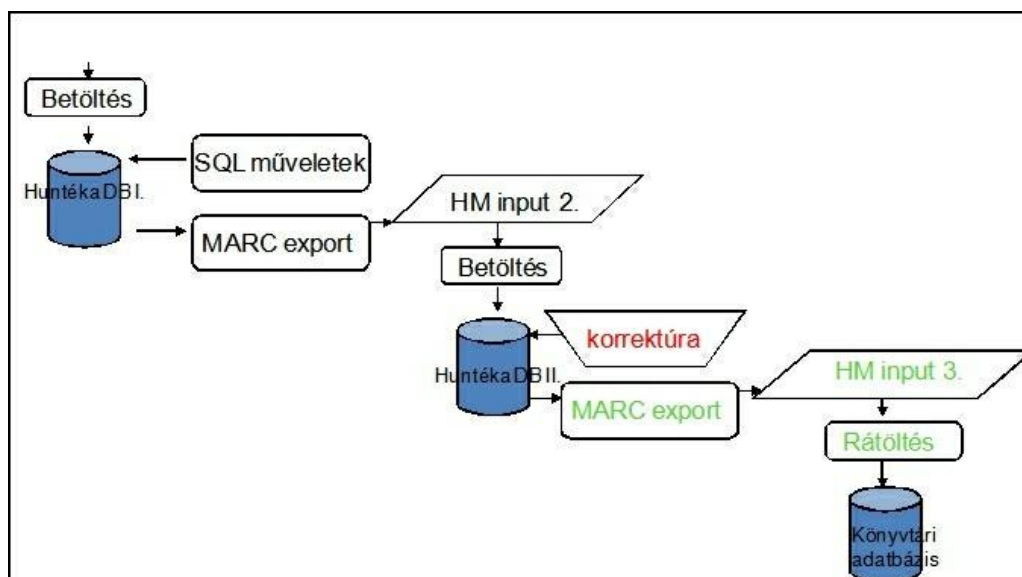 Betöltés
SQL műveletek
Huntéka DB I.
HM input 2.
MARC export
Betöltés
korrektúra
Huntéka DB II.
HM input 3.
MARC export
Rátöltés
Könyvtári
adatbázis